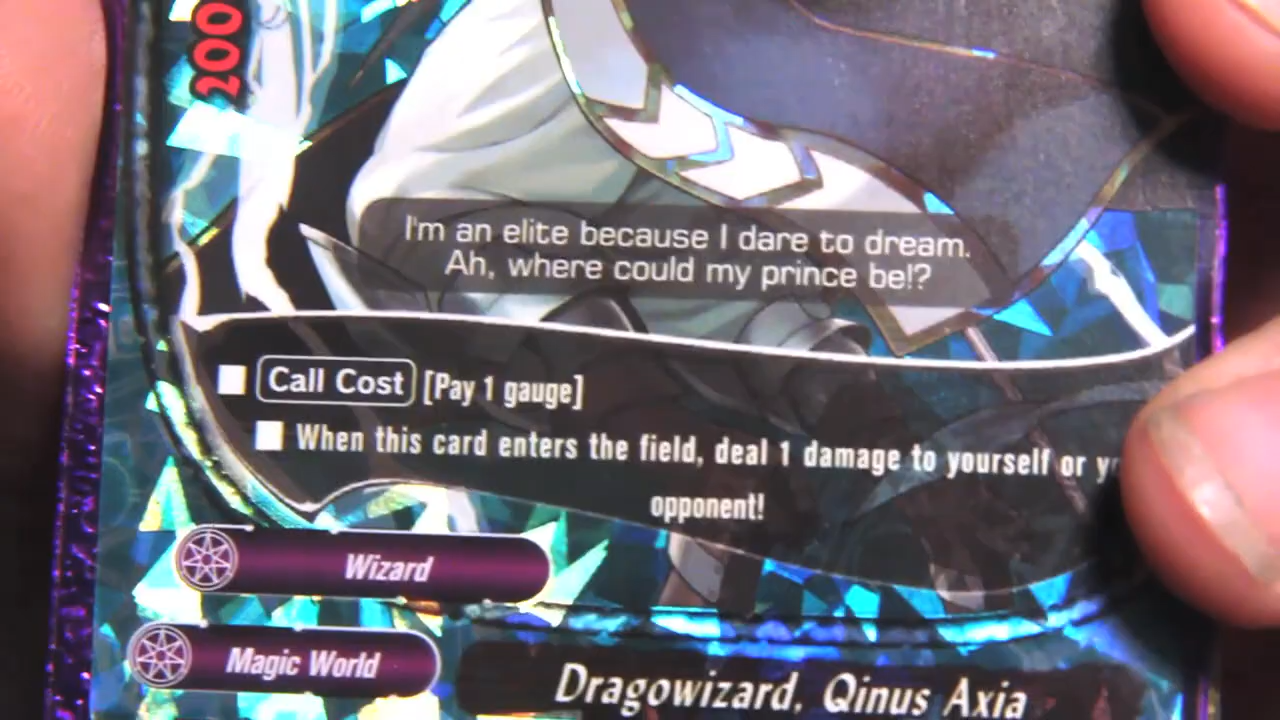 200
I'm an elite because I dare to dream.
Ah, where could my prince be!?
Call Cost [Pay 1 gauge]
When this card enters the field, deal 1 damage to yourself or
opponent!
Wizard
Magic World
Dragowizard, Qinus Axia